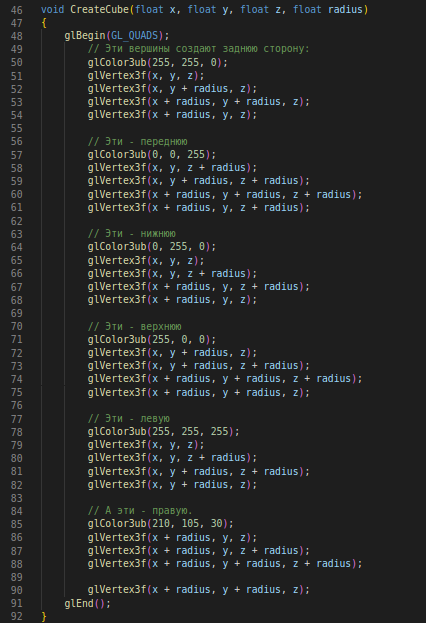 46 void CreateCube(float x, float y, float z, float radius)
47 {
48 glBegin(GL_QUADS);
49 // Эти вершины создают заднюю сторону:
50 glColor3ub(255, 255, 0);
51 glVertex3f(x, y, z);
52 glVertex3f(x, y + radius, z);
53 glVertex3f(x + radius, y + radius, z);
54 glVertex3f(x + radius, y, z);
55
56 // Эти - переднюю
57 glColor3ub(0, 0, 255);
58 glVertex3f(x, y, z + radius);
59 glVertex3f(x, y + radius, z + radius);
60 glVertex3f(x + radius, y + radius, z + radius);
61 glVertex3f(x + radius, y, z + radius);
62
63 // Эти - нижнюю
64 glColor3ub(0, 255, 0);
65 glVertex3f(x, y, z);
66 glVertex3f(x, y, z + radius);
67 glVertex3f(x + radius, y, z + radius);
68 glVertex3f(x + radius, y, z);
69
70 // Эти - верхнюю
71 glColor3ub(255, 0, 0);
72 glVertex3f(x, y + radius, z);
73 glVertex3f(x, y + radius, z + radius);
74 glVertex3f(x + radius, y + radius, z + radius);
75 glVertex3f(x + radius, y + radius, z);
76
77 // Эти - левую
78 glColor3ub(255, 255, 255);
79 glVertex3f(x, y, z);
80 glVertex3f(x, y, z + radius);
81 glVertex3f(x, y + radius, z + radius);
82 glVertex3f(x, y + radius, z);
83
84 // А эти - правую.
85 glColor3ub(210, 105, 30);
86 glVertex3f(x + radius, y, z);
87 glVertex3f(x + radius, y, z + radius);
88 glVertex3f(x + radius, y + radius, z + radius);
89
90 glVertex3f(x + radius, y + radius, z);
91 glEnd();
92 }